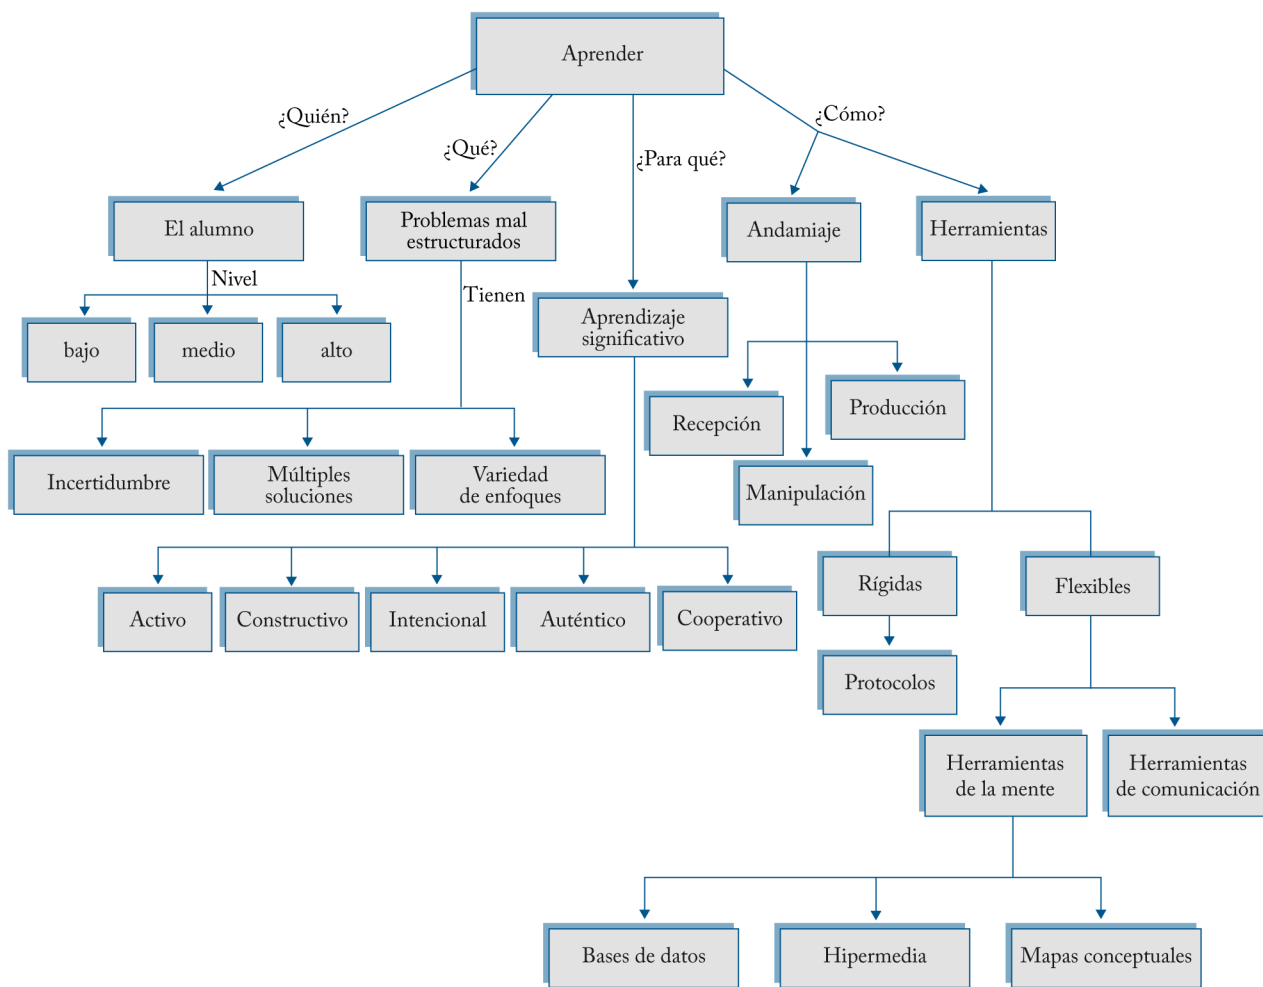 Aprender
¿Quién?
¿Qué?
¿Para qué?
¿Cómo?
El alumno
Problemas mal
estructurados
Andamiaje
Herramientas
Nivel
Tienen
bajo
medio
alto
Aprendizaje
significativo
Recepción
Producción
Manipulación
Incertidumbre
Múltiples
soluciones
Variedad
de enfoques
Activo
Constructivo
Intencional
Auténtico
Cooperativo
Rígidas
Flexibles
Protocolos
Herramientas
de la mente
Herramientas
de comunicación
Bases de datos
Hipermedia
Mapas conceptuales